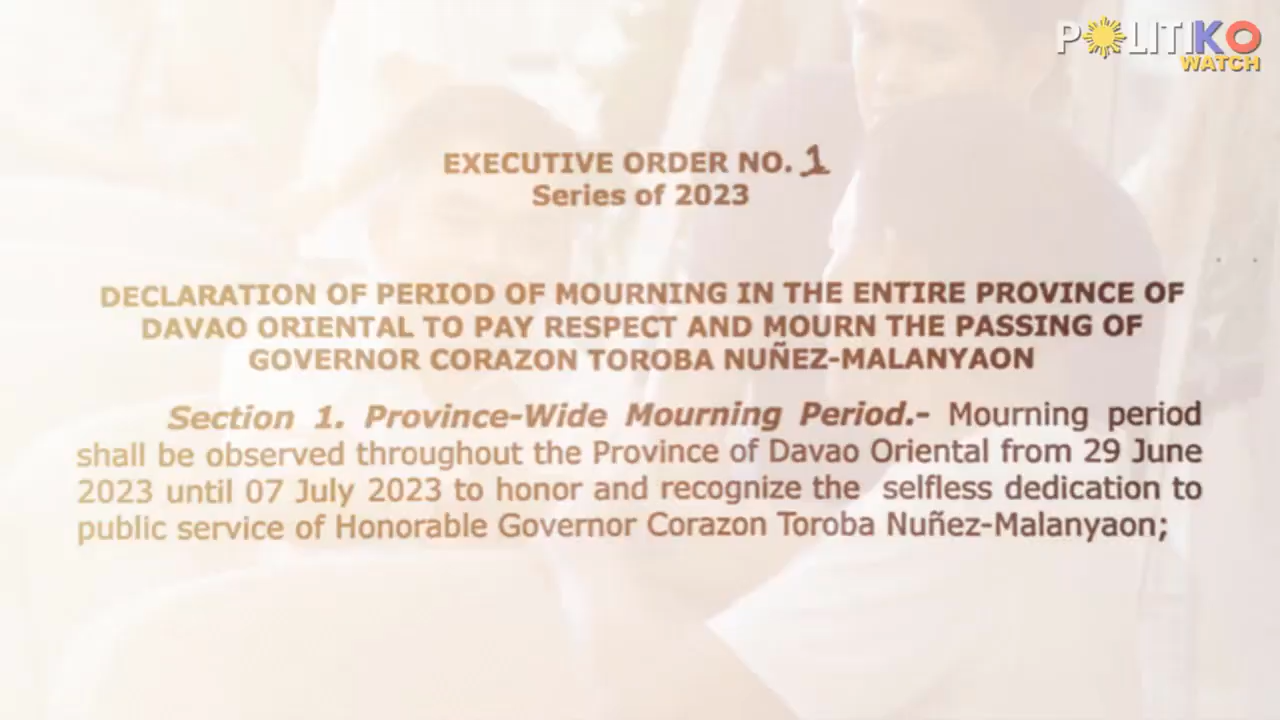 POLITIKO
WATCH
EXECUTIVE ORDER NO. 1
Series of 2023
DECLARATION OF PERIOD OF MOURNING IN THE ENTIRE PROVINCE OF
DAVAO ORIENTAL TO PAY RESPECT AND MOURN THE PASSING OF
GOVERNOR CORAZON TOROBA NUÑEZ-MALANYAON
Section 1. Province-Wide Mourning Period.- Mourning period
shall be observed throughout the Province of Davao Oriental from 29 June
2023 until 07 July 2023 to honor and recognize the selfless dedication to
public service of Honorable Governor Corazon Toroba Nuñez-Malanyaon;